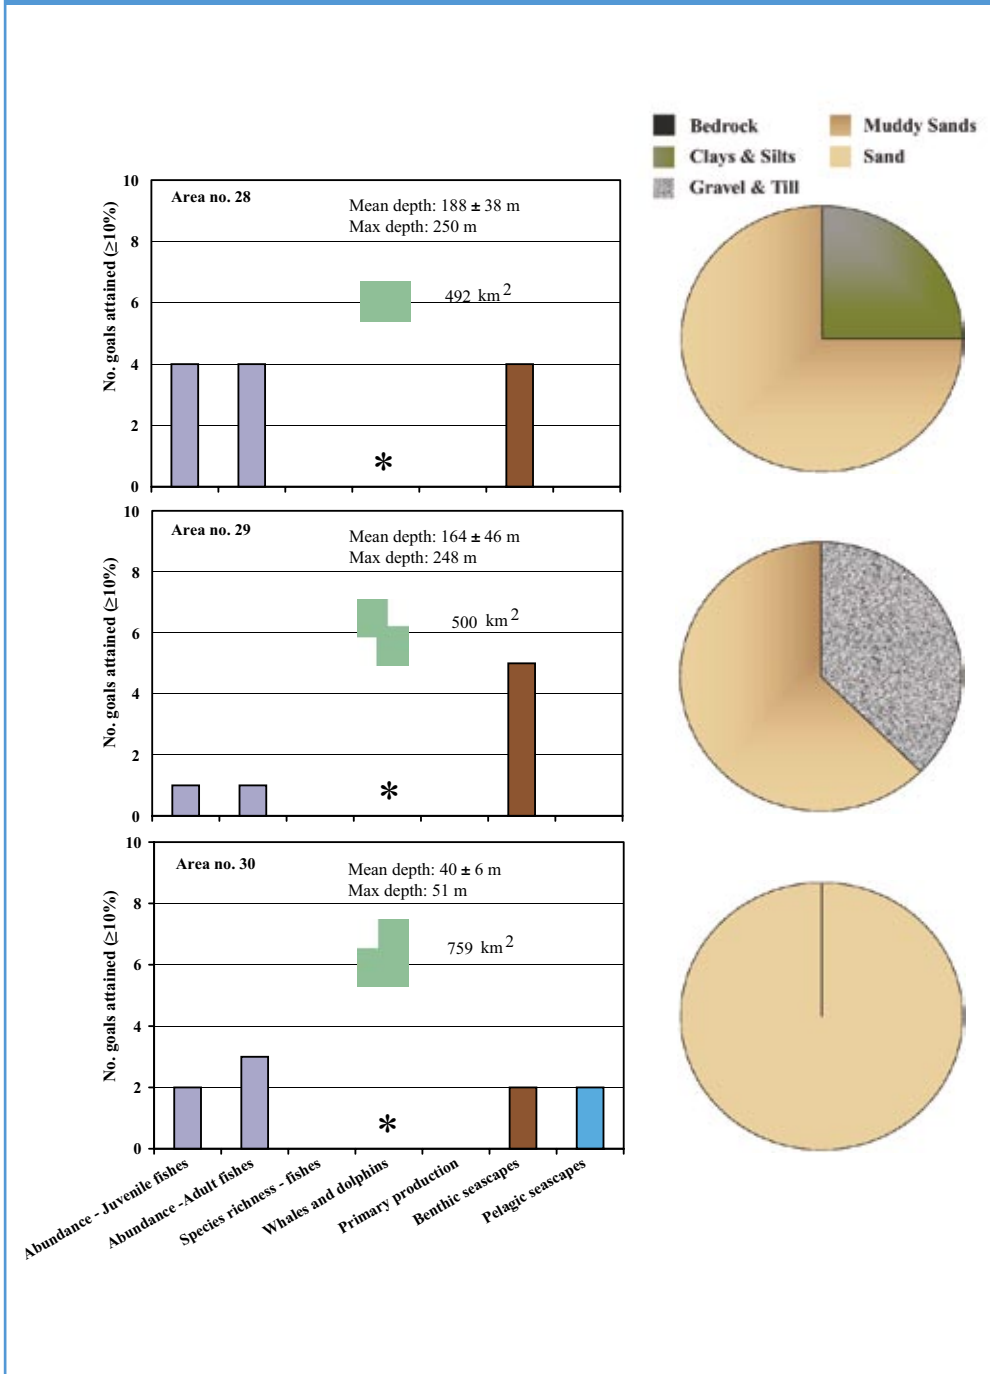 Bedrock
Muddy Sands
Clays & Silts
Sand
Gravel & Till
Area no. 28
Mean depth: 188 ± 38 m
Max depth: 250 m
492 km2
No. goals attained (≥10%)
10
8
6
4
2
0
*
Area no. 29
Mean depth: 164 ± 46 m
Max depth: 248 m
500 km2
No. goals attained (≥10%)
10
8
6
4
2
0
*
Area no. 30
Mean depth: 40 ± 6 m
Max depth: 51 m
759 km2
No. goals attained (≥10%)
10
8
6
4
2
0
*
Abundance - Juvenile fishes
Abundance -Adult fishes
Species richness - fishes
Whales and dolphins
Primary production
Benthic seascapes
Pelagic seascapes